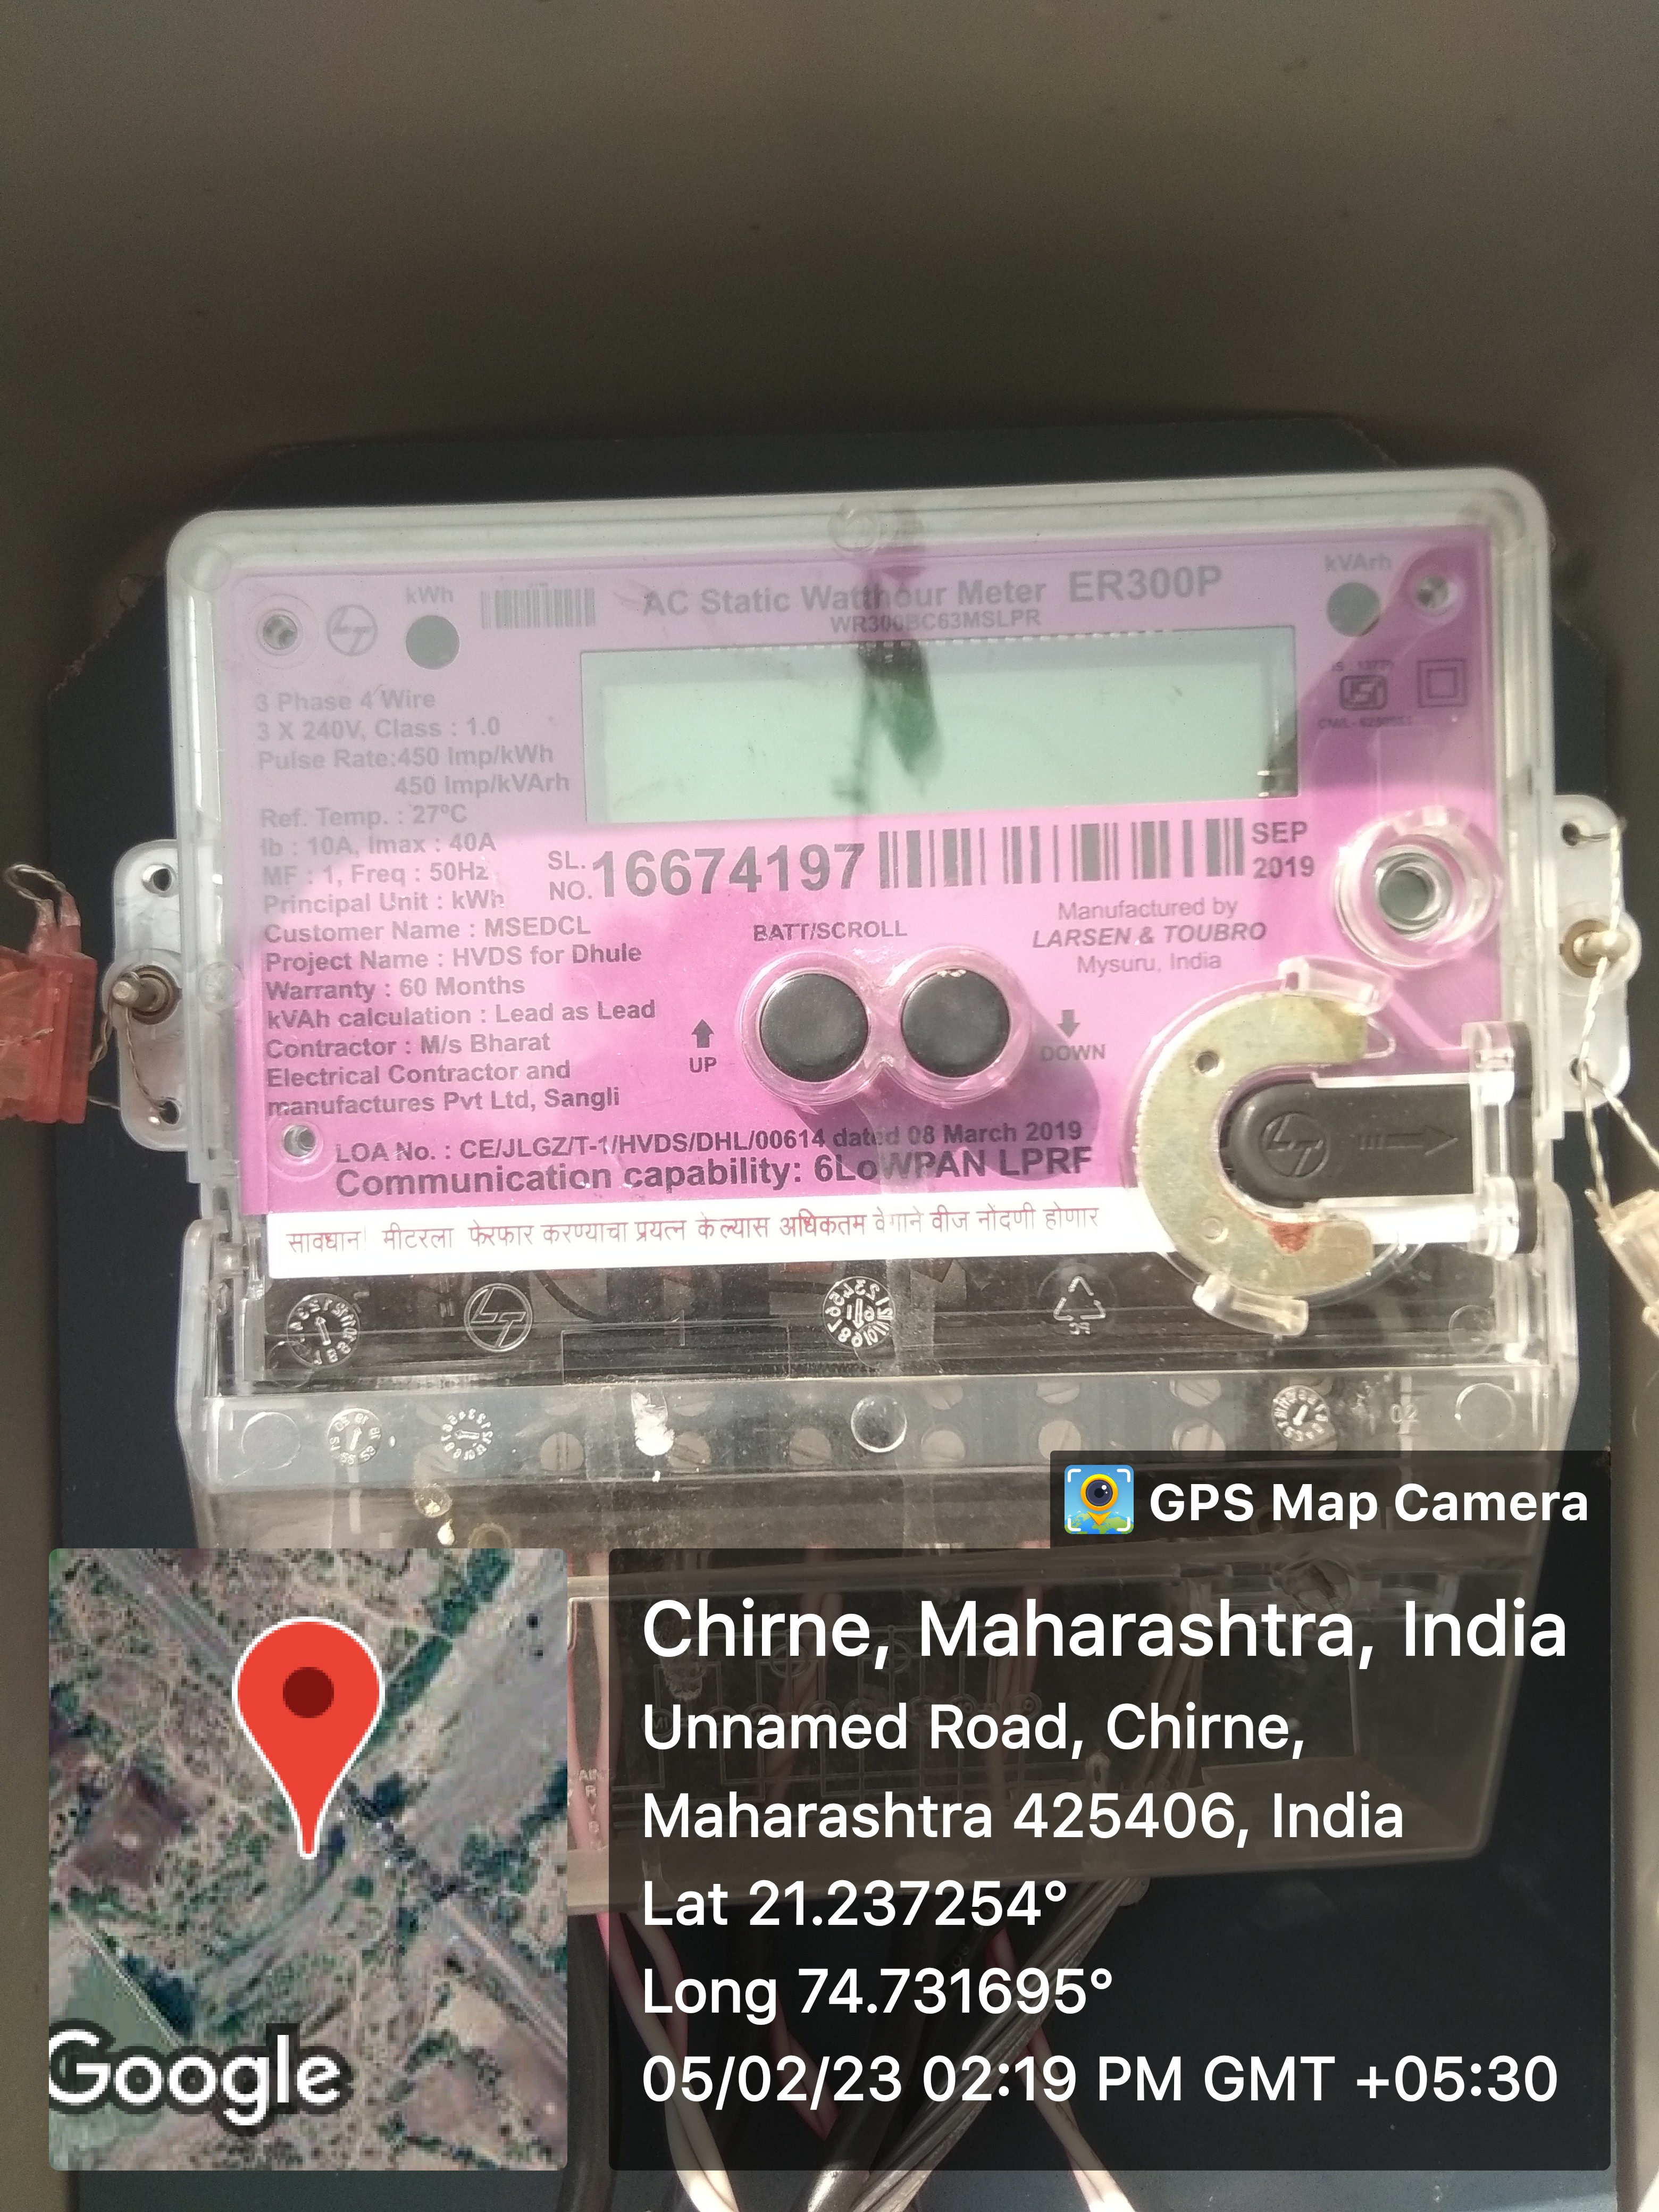 kWh
AC Static Watthour Meter ER300P
WR300BC63MSLPR
kVArh
3 Phase 4 Wire
3 X 240V, Class : 1.0
Pulse Rate:450 Imp/kWh
450 Imp/kVArh
Ref. Temp. : 27°C
Ib : 10A, Imax : 40A
MF : 1, Freq : 50Hz
Principal Unit : kWh
Customer Name : MSEDCL
Project Name : HVDS for Dhule
Warranty : 60 Months
kVAh calculation : Lead as Lead
Contractor : M/s Bharat
Electrical Contractor and
manufactures Pvt Ltd, Sangli
SL.
NO. 16674197
SEP
2019
BATT/SCROLL
Manufactured by
LARSEN & TOUBRO
Mysuru, India
UP
DOWN
LOA No. : CE/JLGZ/T-1/HVDS/DHL/00614 dated 08 March 2019
Communication capability: 6LoWPAN LPRF
सावधान! मीटरला फेरफार करण्याचा प्रयत्न केल्यास अधिकतम वेगाने वीज नोंदणी होणार
GPS Map Camera
Chirne, Maharashtra, India
Unnamed Road, Chirne,
Maharashtra 425406, India
Lat 21.237254°
Long 74.731695°
05/02/23 02:19 PM GMT +05:30
Google